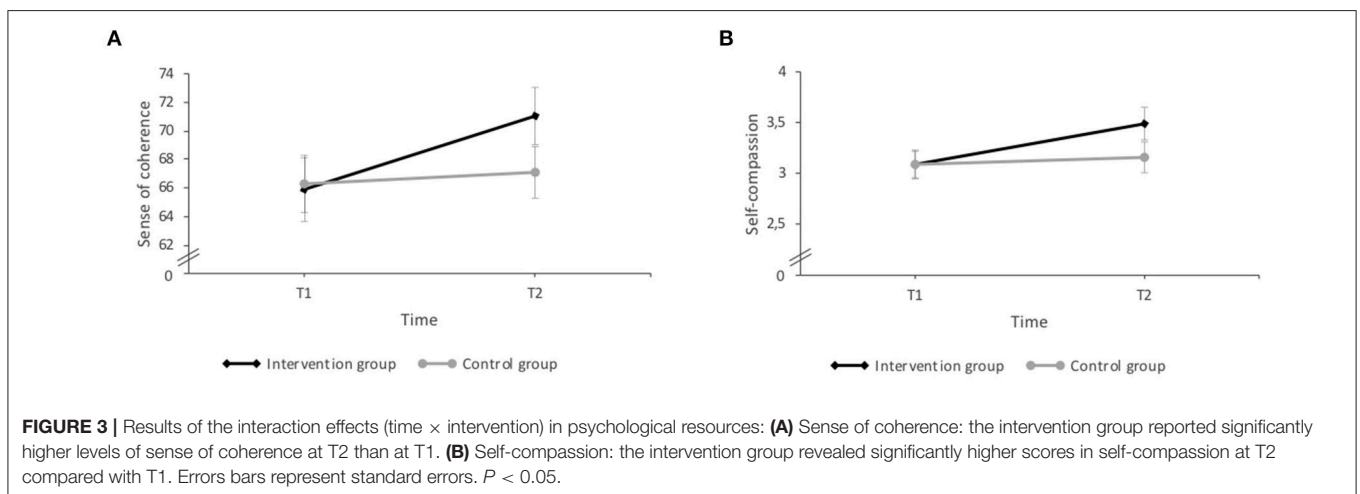 A
Sense of coherence
74
72
70
68
66
64
62
0
T1
T2
Time
Intervention group
Control group
B
Self-compassion
4
3,5
3
2,5
0
T1
T2
Time
Intervention group
Control group
FIGURE 3 | Results of the interaction effects (time × intervention) in psychological resources: (A) Sense of coherence: the intervention group reported significantly
higher levels of sense of coherence at T2 than at T1. (B) Self-compassion: the intervention group revealed significantly higher scores in self-compassion at T2
compared with T1. Errors bars represent standard errors. P < 0.05.